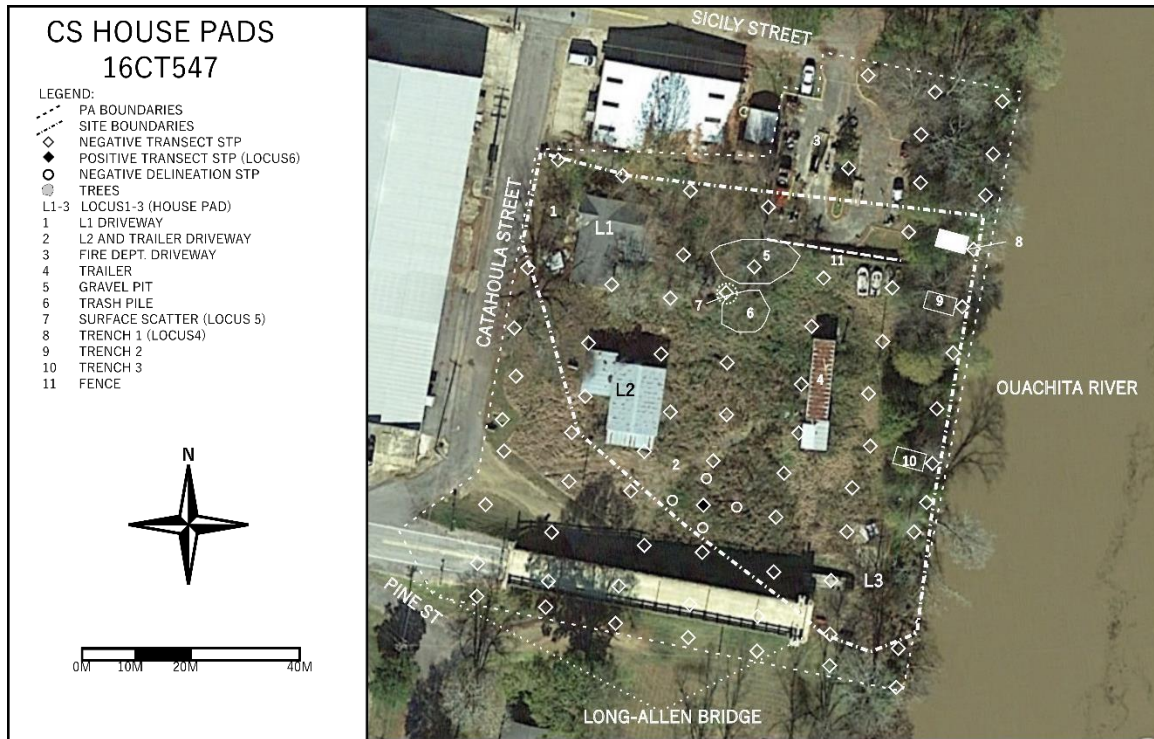 CS HOUSE PADS
16CT547
LEGEND:
PA BOUNDARIES
SITE BOUNDARIES
NEGATIVE TRANSECT STP
POSITIVE TRANSECT STP (LOCUS6)
NEGATIVE DELINEATION STP
TREES
L1-3 LOCUS1-3 (HOUSE PAD)
1 L1 DRIVEWAY
2 L2 AND TRAILER DRIVEWAY
3 FIRE DEPT. DRIVEWAY
4 TRAILER
5 GRAVEL PIT
6 TRASH PILE
7 SURFACE SCATTER (LOCUS 5)
8 TRENCH 1 (LOCUS4)
9 TRENCH 2
10 TRENCH 3
11 FENCE
N
0M 10M 20M 40M
SICILY STREET
3
CATAHOULA STREET
1
L1
8
11
5
9
7
6
OUACHITA RIVER
4
L2
10
2
L3
PINE ST
LONG-ALLEN BRIDGE